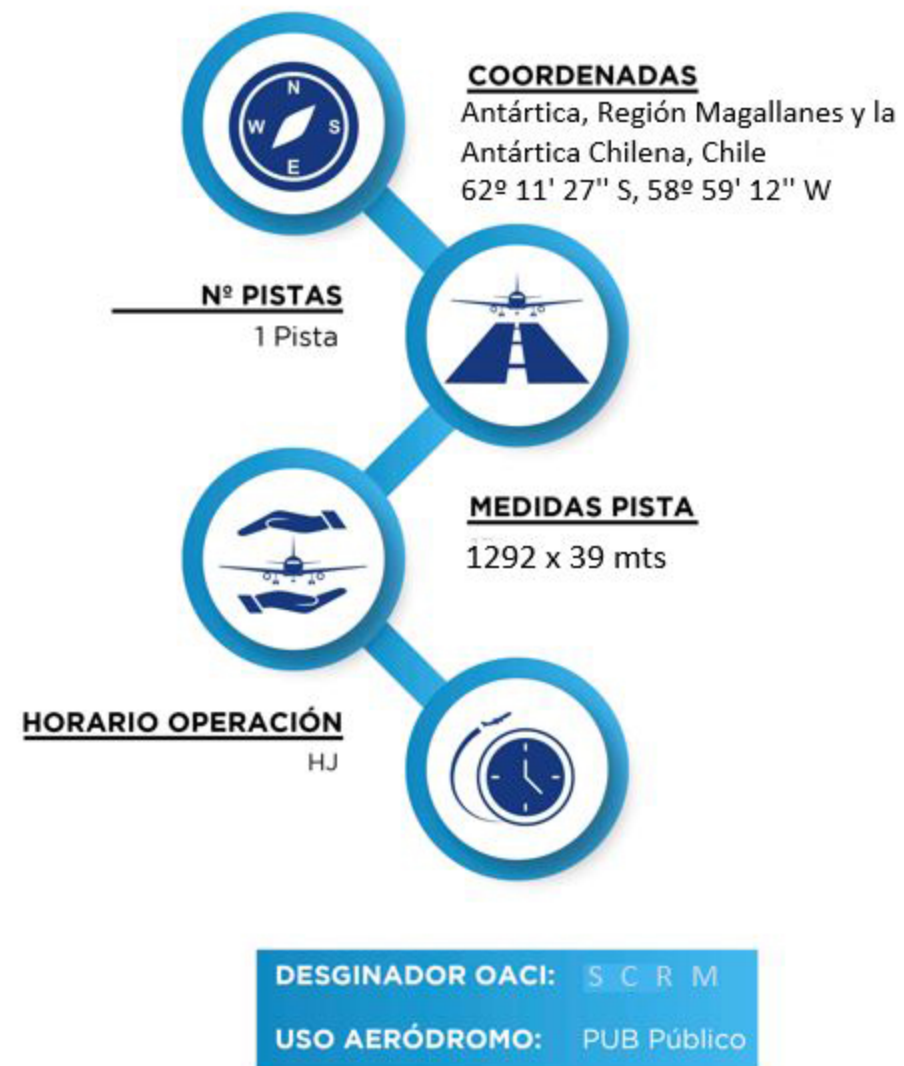 N
W S
E
COORDENADAS
Antártica, Región Magallanes y la
Antártica Chilena, Chile
62º 11' 27'' S, 58º 59' 12'' W
Nº PISTAS
1 Pista
MEDIDAS PISTA
1292 x 39 mts
HORARIO OPERACIÓN
HJ
DESGINADOR OACI: S C R M
USO AERÓDROMO: PUB Público